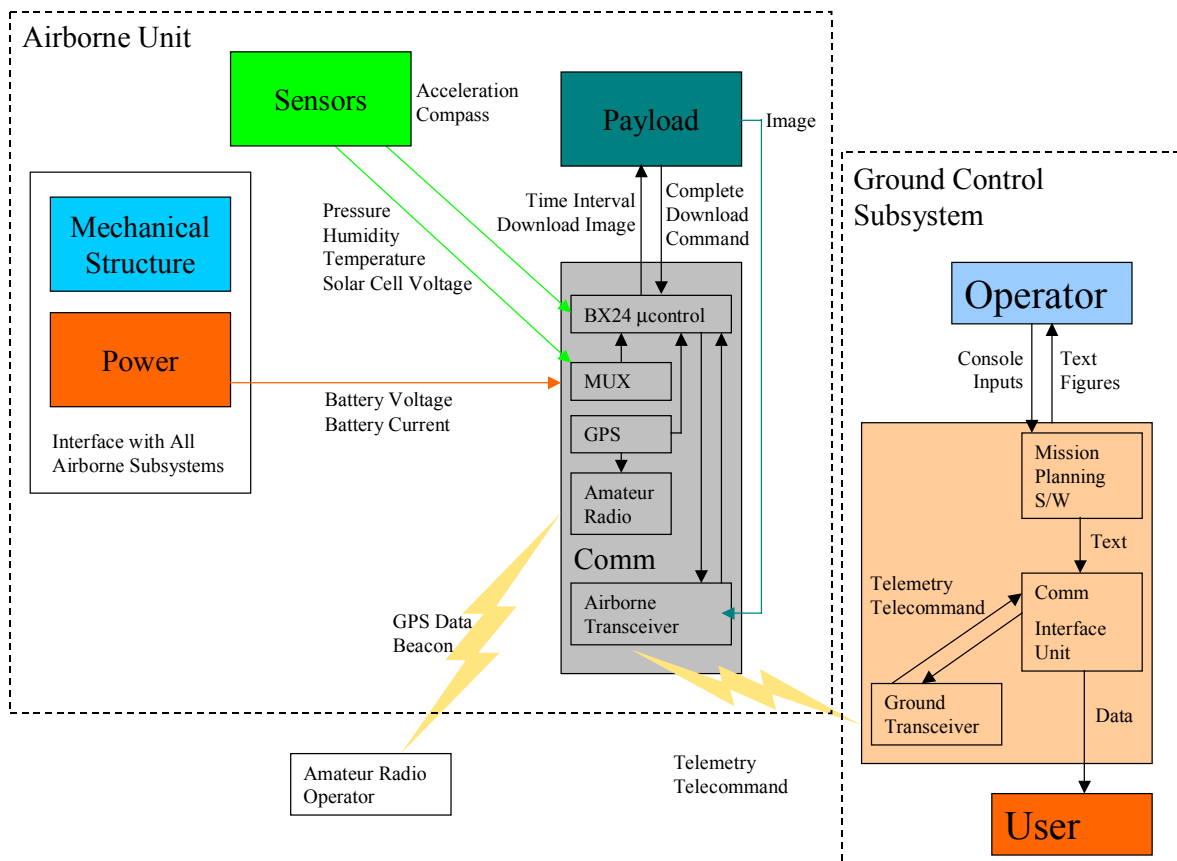 Airborne Unit
Sensors
Acceleration
Compass
Payload
Image
Mechanical
Structure
Power
Interface with All
Airborne Subsystems
Pressure
Humidity
Temperature
Solar Cell Voltage
Time Interval
Download Image
Complete
Download
Command
Battery Voltage
Battery Current
BX24 μcontrol
MUX
GPS
Amateur
Radio
Comm
Airborne
Transceiver
GPS Data
Beacon
Amateur Radio
Operator
Telemetry
Telecommand
Ground Control
Subsystem
Operator
Console
Inputs
Text
Figures
Mission
Planning
S/W
Text
Telemetry
Telecommand
Comm
Interface
Unit
Ground
Transceiver
Data
User